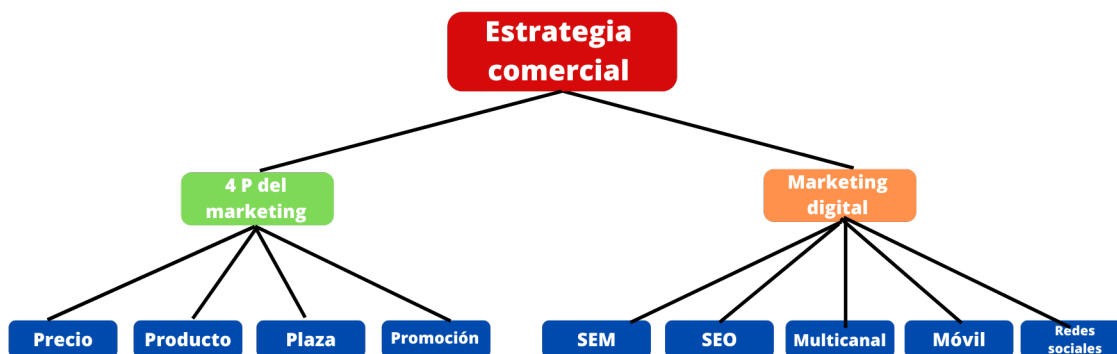 Estrategia
comercial
4 P del
marketing
Marketing
digital
Precio
Producto
Plaza
Promoción
SEM
SEO
Multicanal
Móvil
Redes
sociales